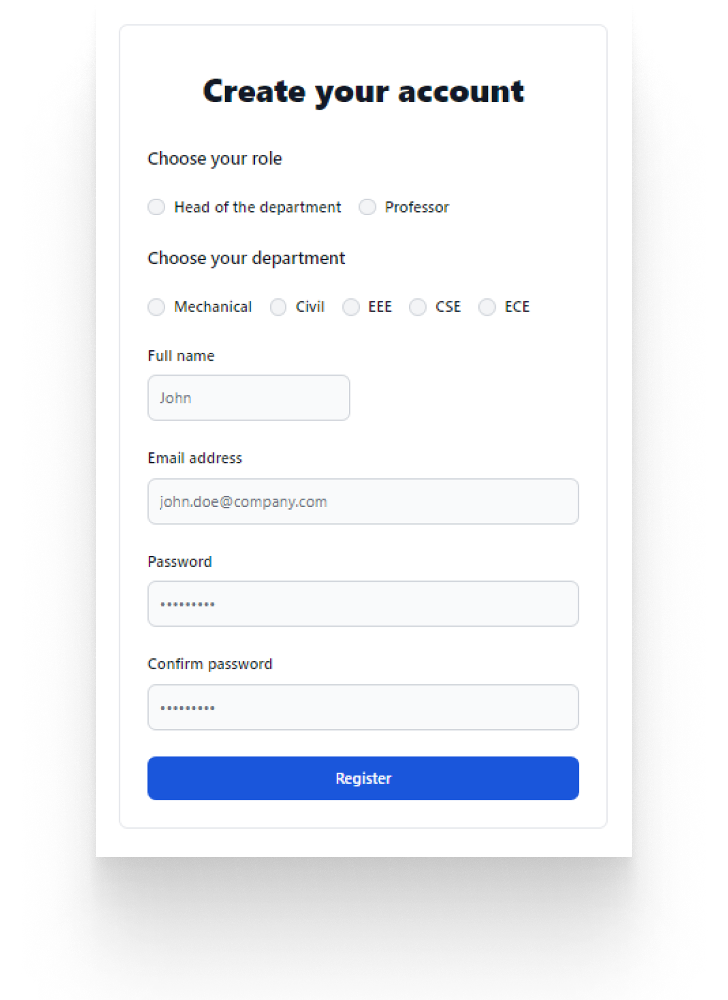 Create your account
Choose your role
Head of the department Professor
Choose your department
Mechanical Civil EEE CSE ECE
Full name
John
Email address
john.doe@company.com
Password
•••••••••
Confirm password
•••••••••
Register